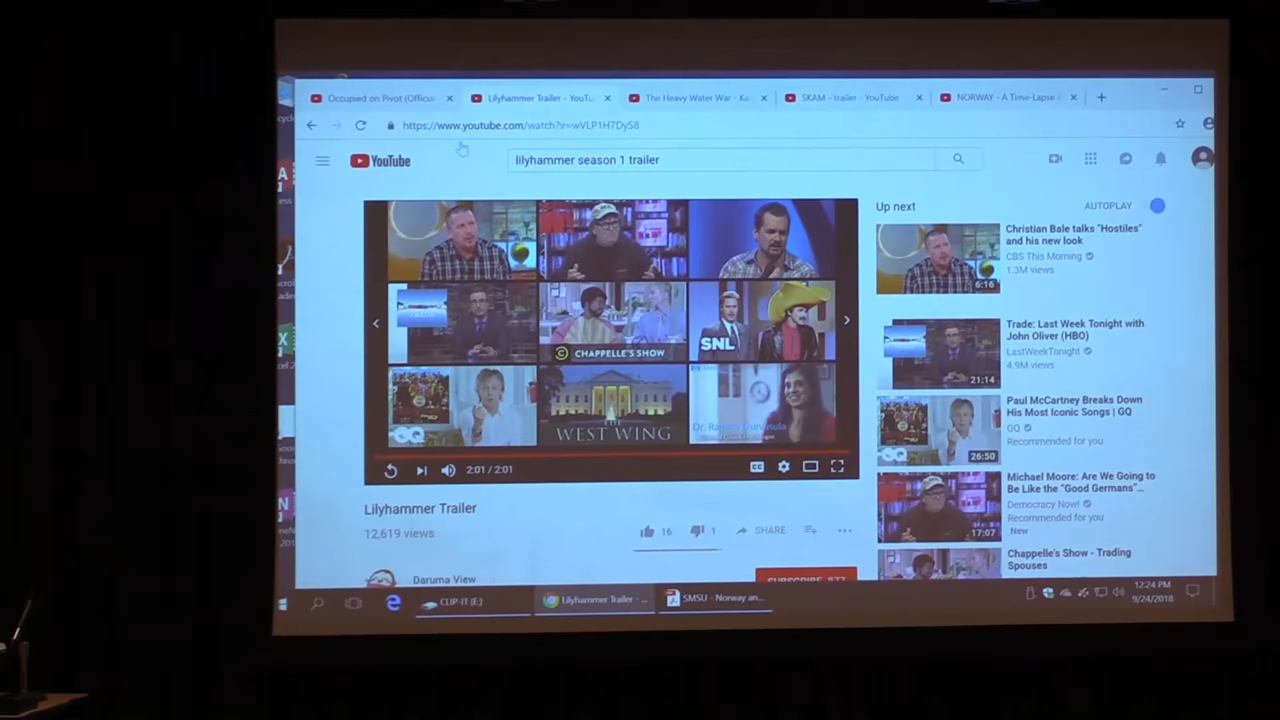 Occupied on Pivot (Official
Lilyhammer Trailer - YouTu
The Heavy Water War - Ka
SKAM - trailer - YouTube
NORWAY - A Time-Lapse
https://www.youtube.com/watch?v=wVLP1H7DyS8
YouTube
lilyhammer season 1 trailer
Up next
AUTOPLAY
Christian Bale talks "Hostiles"
and his new look
CBS This Morning
1.3M views
6:16
Trade: Last Week Tonight with
John Oliver (HBO)
LastWeekTonight
4.9M views
21:14
Paul McCartney Breaks Down
His Most Iconic Songs | GQ
GQ
Recommended for you
GQ
26:50
Michael Moore: Are We Going to
Be Like the "Good Germans"...
Democracy Now!
Recommended for you
New
17:07
Chappelle's Show - Trading
Spouses
CHAPPELLE'S SHOW
SNL
GQ
THE
WEST WING
2:01 / 2:01
CC
Lilyhammer Trailer
12,619 views
16
1
SHARE
Daruma View
SUBSCRIBE 877
CLIP-IT (E:)
Lilyhammer Trailer - ...
SMSU - Norway an...
12:24 PM
9/24/2018